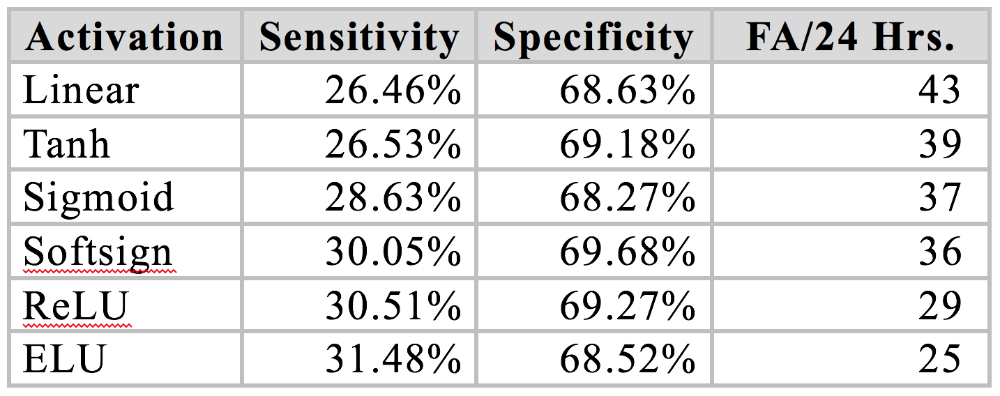 Activation Sensitivity Specificity FA/24 Hrs.
Linear 26.46% 68.63% 43
Tanh 26.53% 69.18% 39
Sigmoid 28.63% 68.27% 37
Softsign 30.05% 69.68% 36
ReLU 30.51% 69.27% 29
ELU 31.48% 68.52% 25